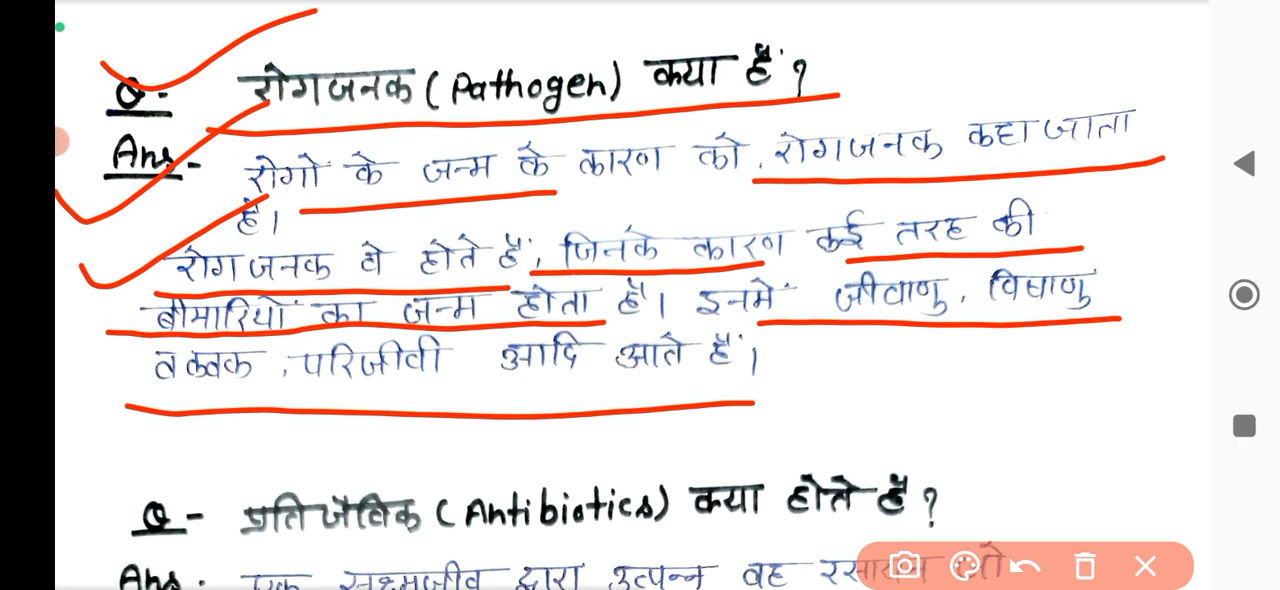 Q- रोगजनक (Pathogen) क्या हैं ?
Ans- रोगो के जन्म के कारण को, रोगजनक कहा जाता
है।
रोगजनक वो होते हैं, जिनके कारण कई तरह की
बीमारियों का जन्म होता है। इनमें जीवाणु, विषाणु
व कवक, परिजीवी आदि आते हैं।
Q- प्रतिजैविक (Antibiotics) क्या होते हैं ?
Ans. एक सूक्ष्मजीव द्वारा उत्पन्न वह